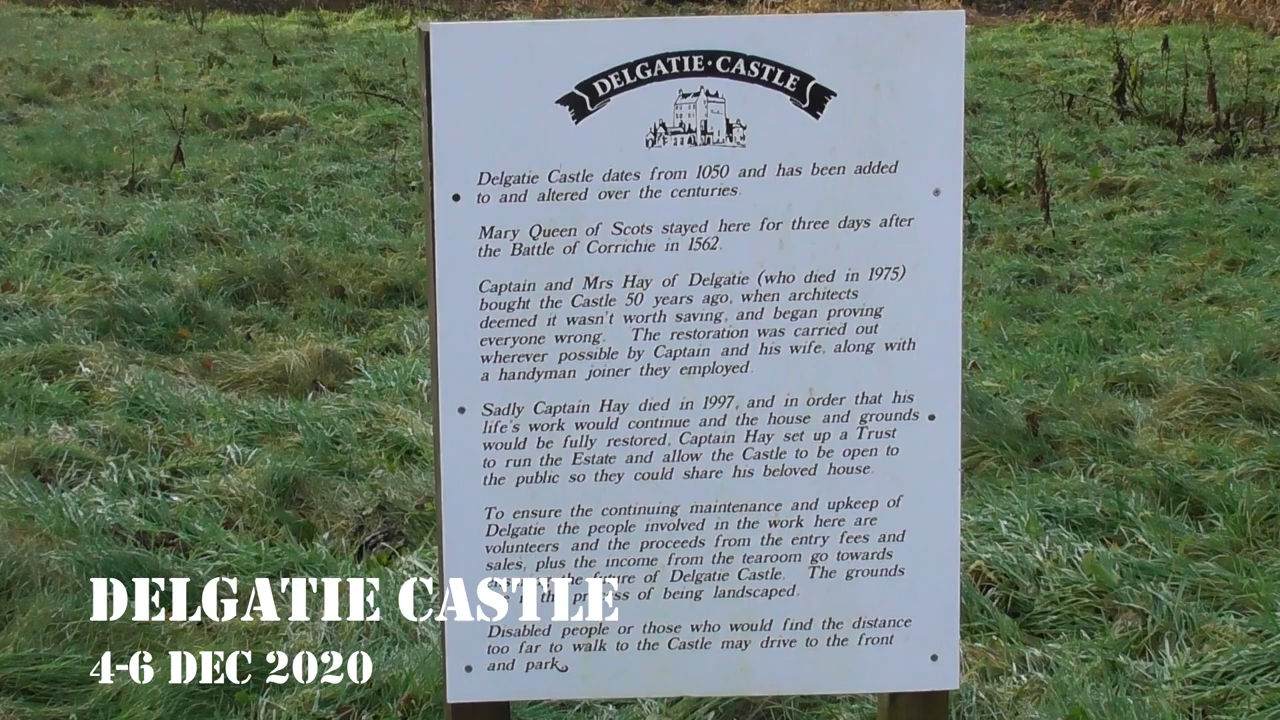 DELGATIE·CASTLE
Delgatie Castle dates from 1050 and has been added
to and altered over the centuries.
Mary Queen of Scots stayed here for three days after
the Battle of Corrichie in 1562.
Captain and Mrs Hay of Delgatie (who died in 1975)
bought the Castle 50 years ago, when architects
deemed it wasn't worth saving, and began proving
everyone wrong. The restoration was carried out
wherever possible by Captain and his wife, along with
a handyman joiner they employed.
Sadly Captain Hay died in 1997, and in order that his
life's work would continue and the house and grounds
would be fully restored, Captain Hay set up a Trust
to run the Estate and allow the Castle to be open to
the public so they could share his beloved house.
To ensure the continuing maintenance and upkeep of
Delgatie the people involved in the work here are
volunteers and the proceeds from the entry fees and
sales, plus the income from the tearoom go towards
the future of Delgatie Castle. The grounds
in the process of being landscaped.
Disabled people or those who would find the distance
too far to walk to the Castle may drive to the front
and park
DELGATIE CASTLE
4-6 DEC 2020